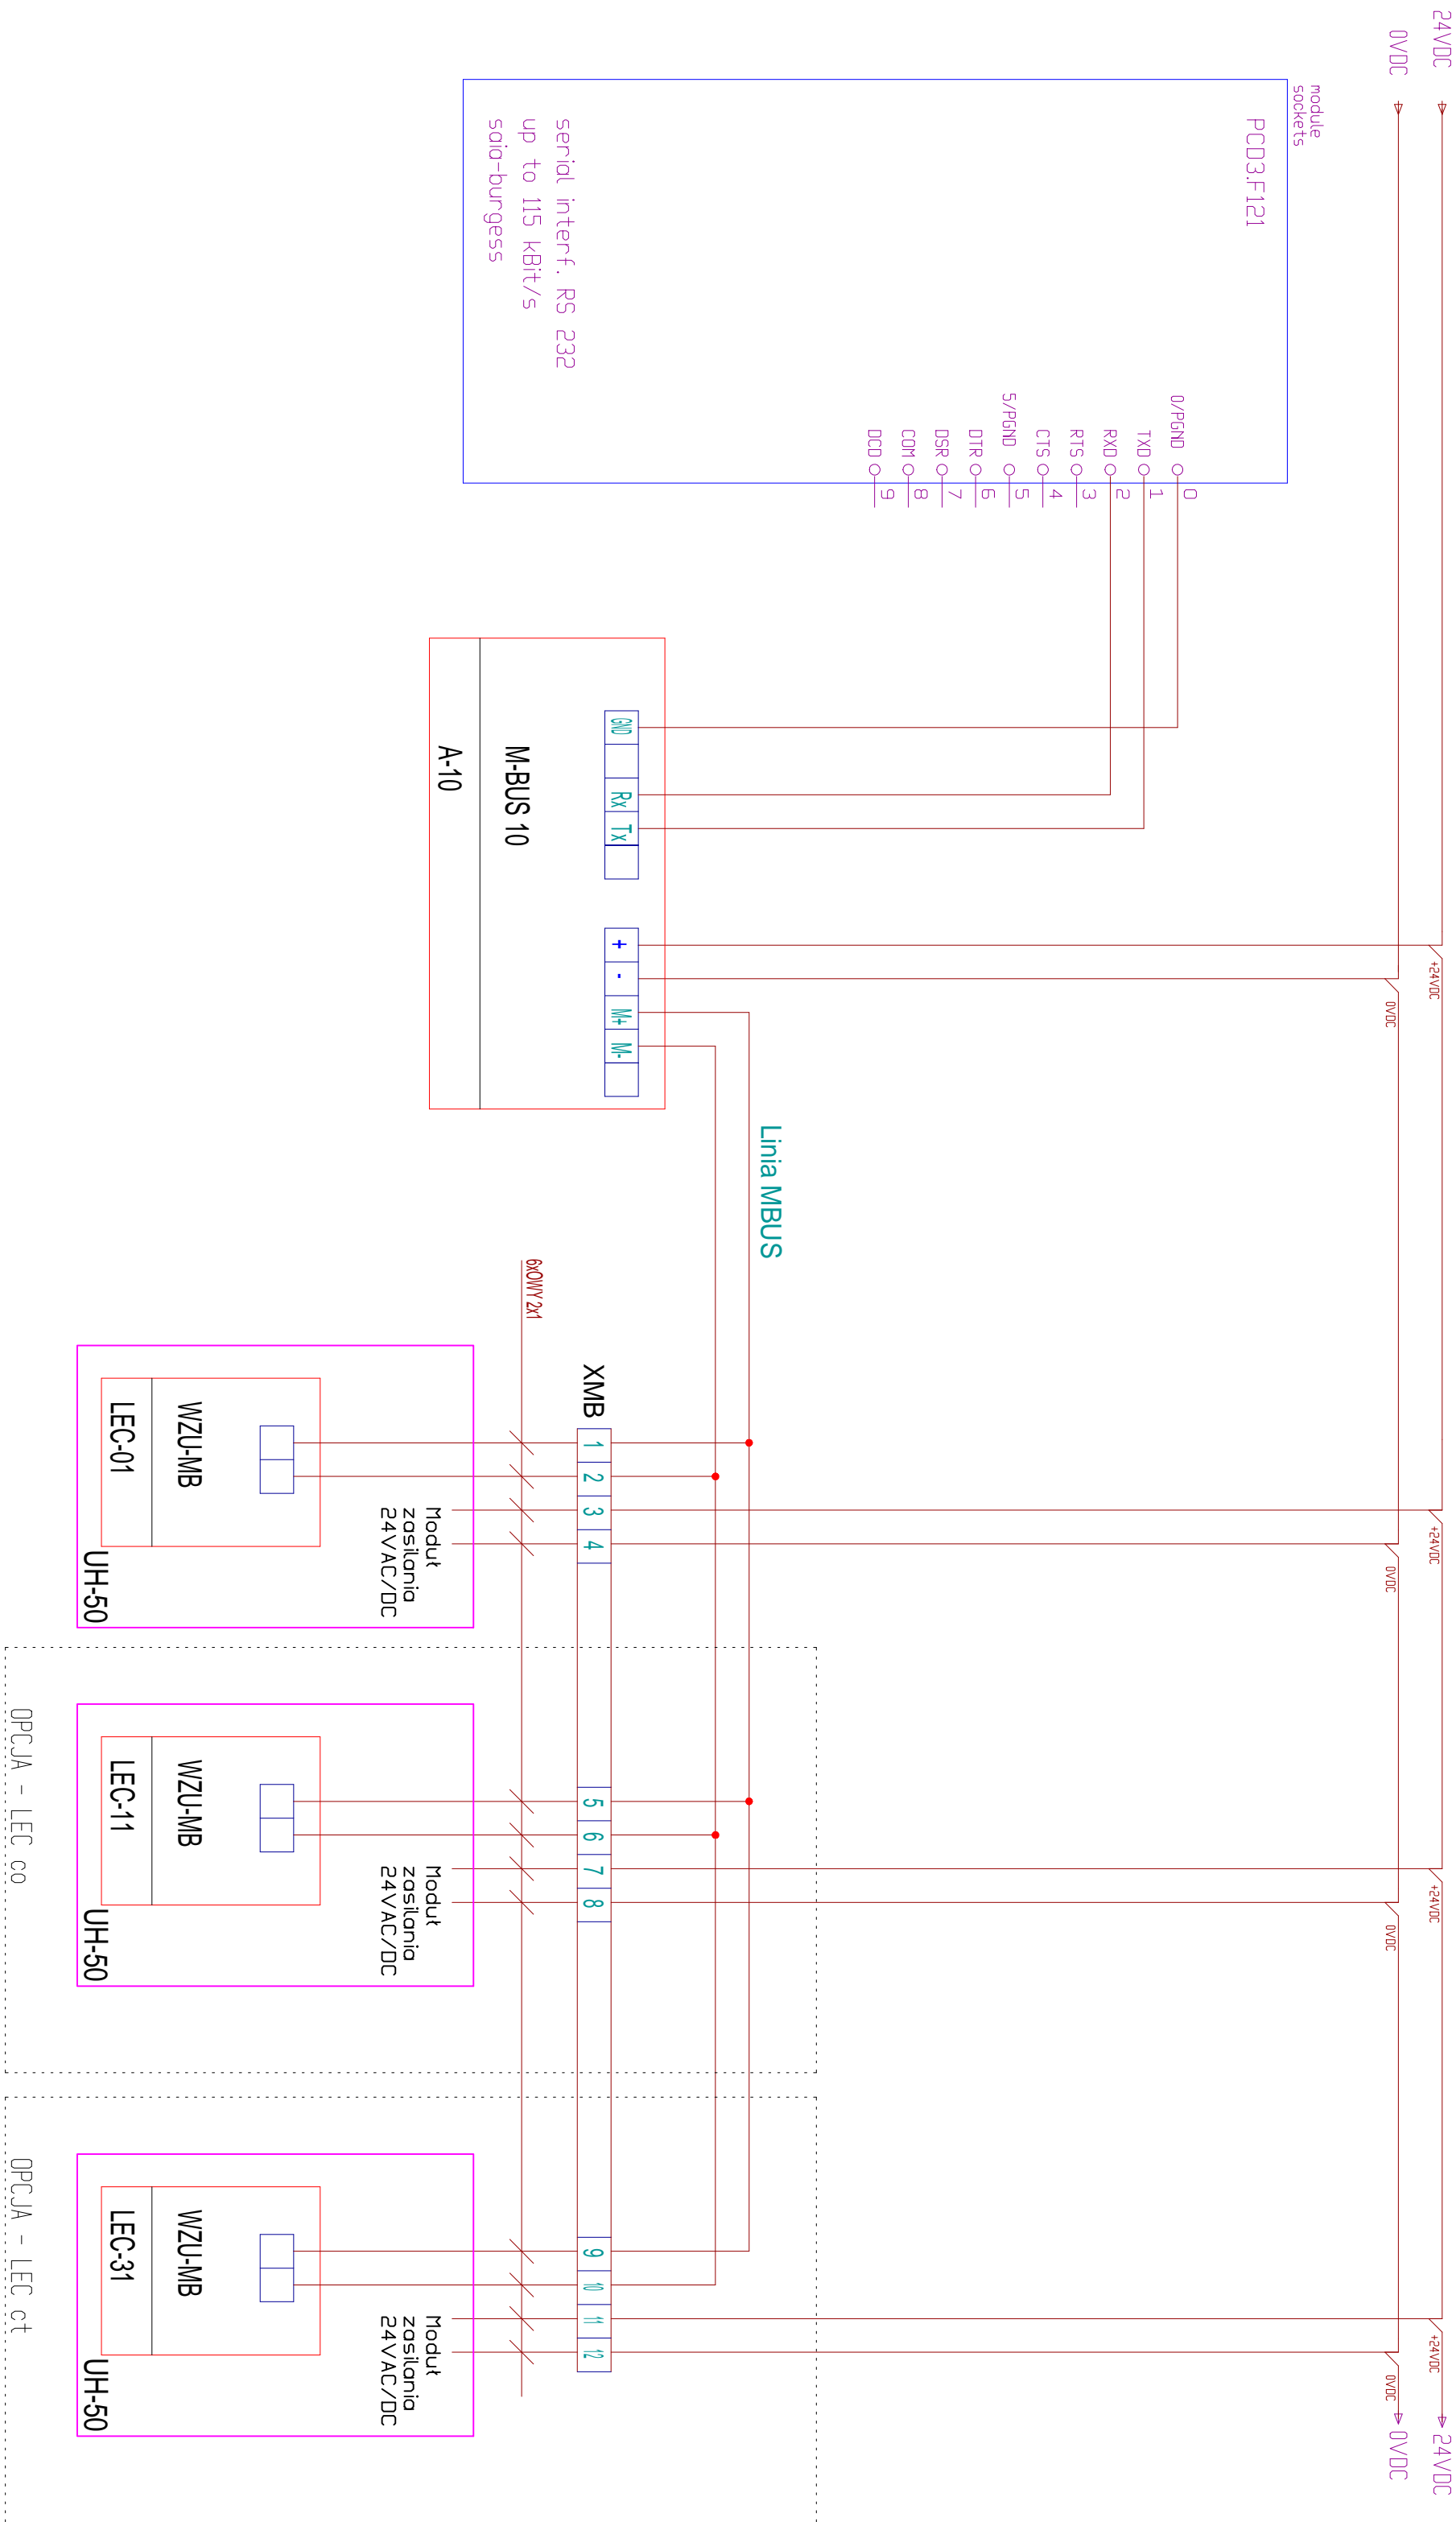 24VDC
0VDC
+24VDC
0VDC
+24VDC
0VDC
+24VDC
0VDC
+24VDC
0VDC
24VDC
0VDC
module
sockets
PCD3.F121
0/PGND 0
TXD 1
RXD 2
RTS 3
CTS 4
5/PGND 5
DTR 6
DSR 7
COM 8
DCD 9
serial interf. RS 232
up to 115 kBit/s
saia-burgess
GND Rx Tx + - M+ M-
M-BUS 10
A-10
Linia MBUS
XMB 1 2 3 4 5 6 7 8 9 10 11 12
6xOWY 2x1
Moduł
zasilania
24VAC/DC
WZU-MB
LEC-01
UH-50
Moduł
zasilania
24VAC/DC
WZU-MB
LEC-11
UH-50
OPCJA - LEC co
Moduł
zasilania
24VAC/DC
WZU-MB
LEC-31
UH-50
OPCJA - LEC ct